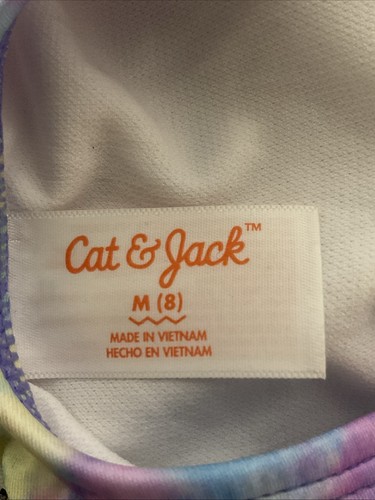 Cat & Jack™
M (8)
MADE IN VIETNAM
HECHO EN VIETNAM